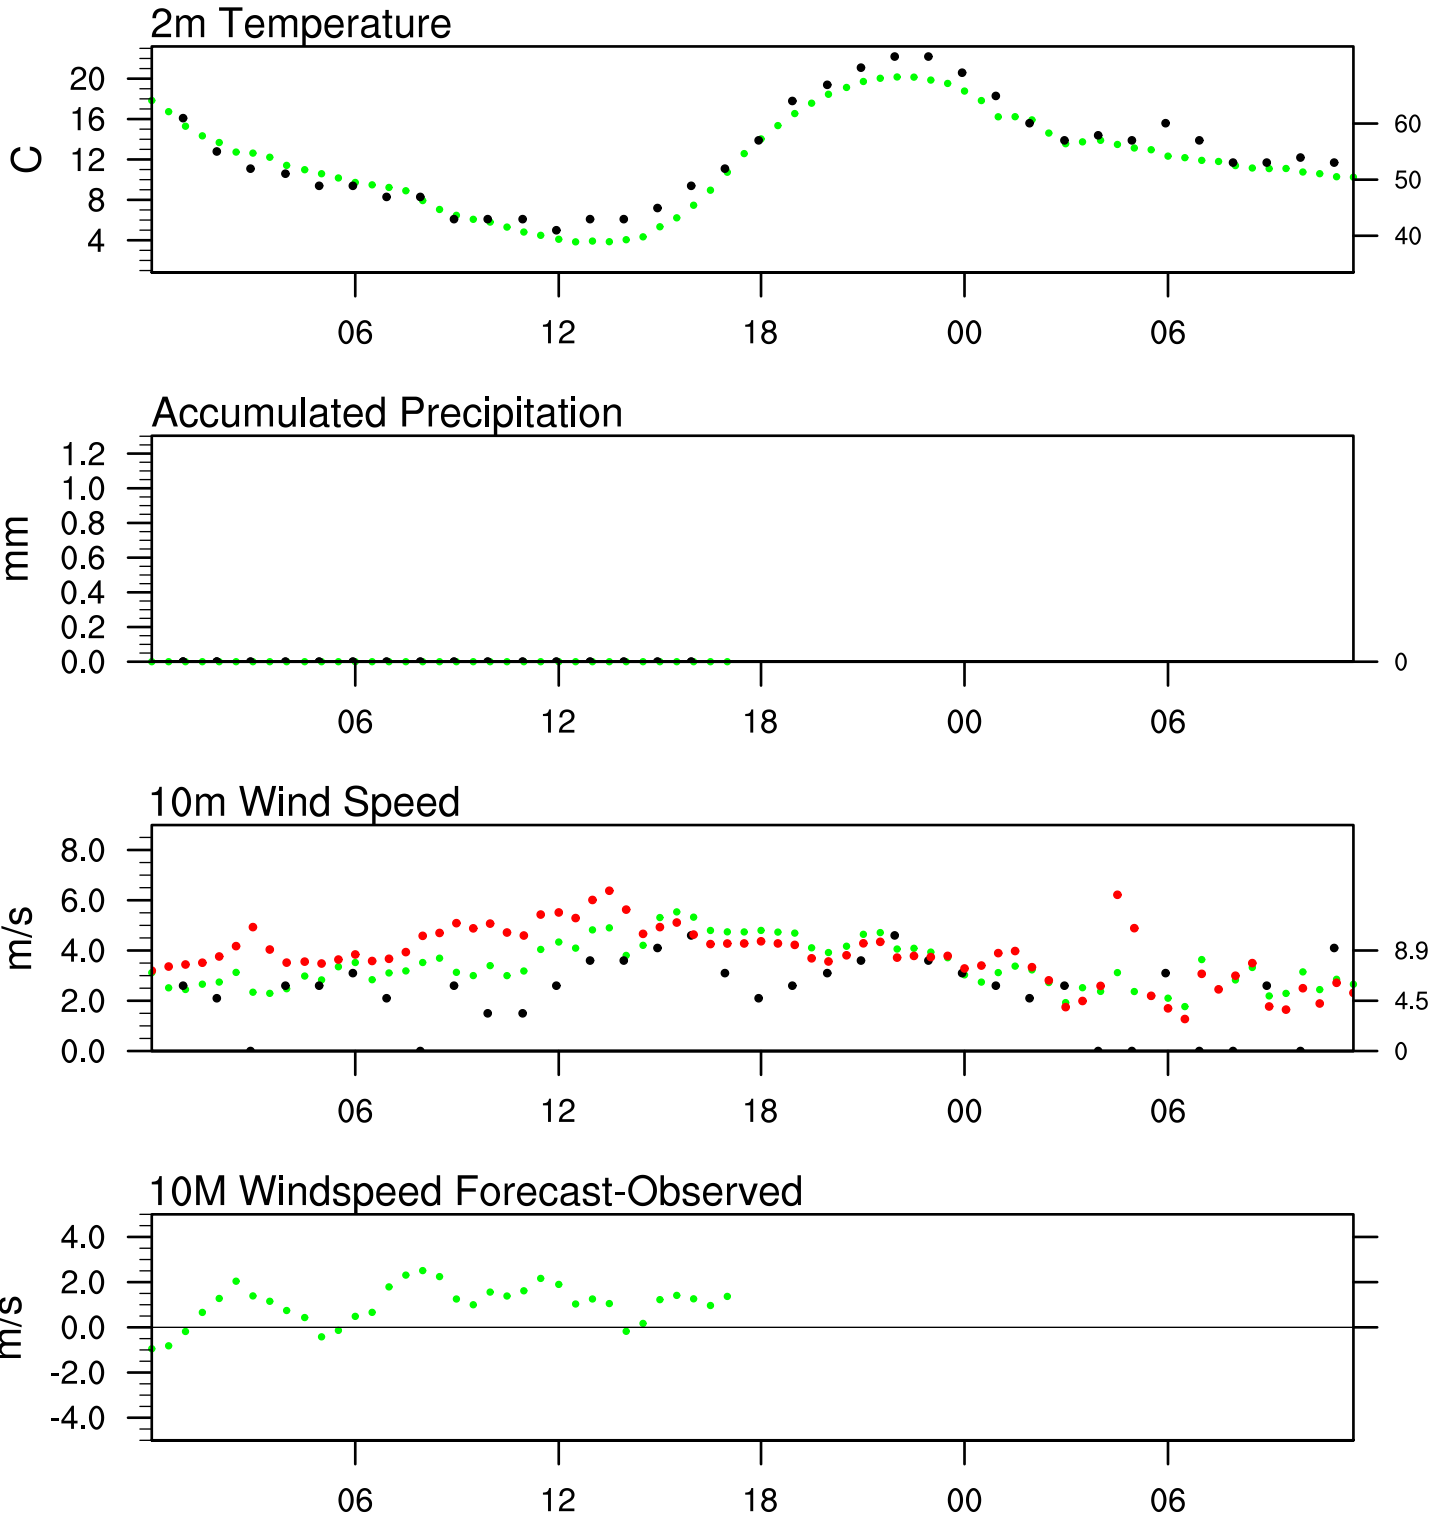 2m Temperature
C
20
16
12
8
4
60
50
40
06 12 18 00 06
Accumulated Precipitation
mm
1.2
1.0
0.8
0.6
0.4
0.2
0.0
0
06 12 18 00 06
10m Wind Speed
m/s
8.0
6.0
4.0
2.0
0.0
8.9
4.5
0
06 12 18 00 06
10M Windspeed Forecast-Observed
m/s
4.0
2.0
0.0
-2.0
-4.0
06 12 18 00 06